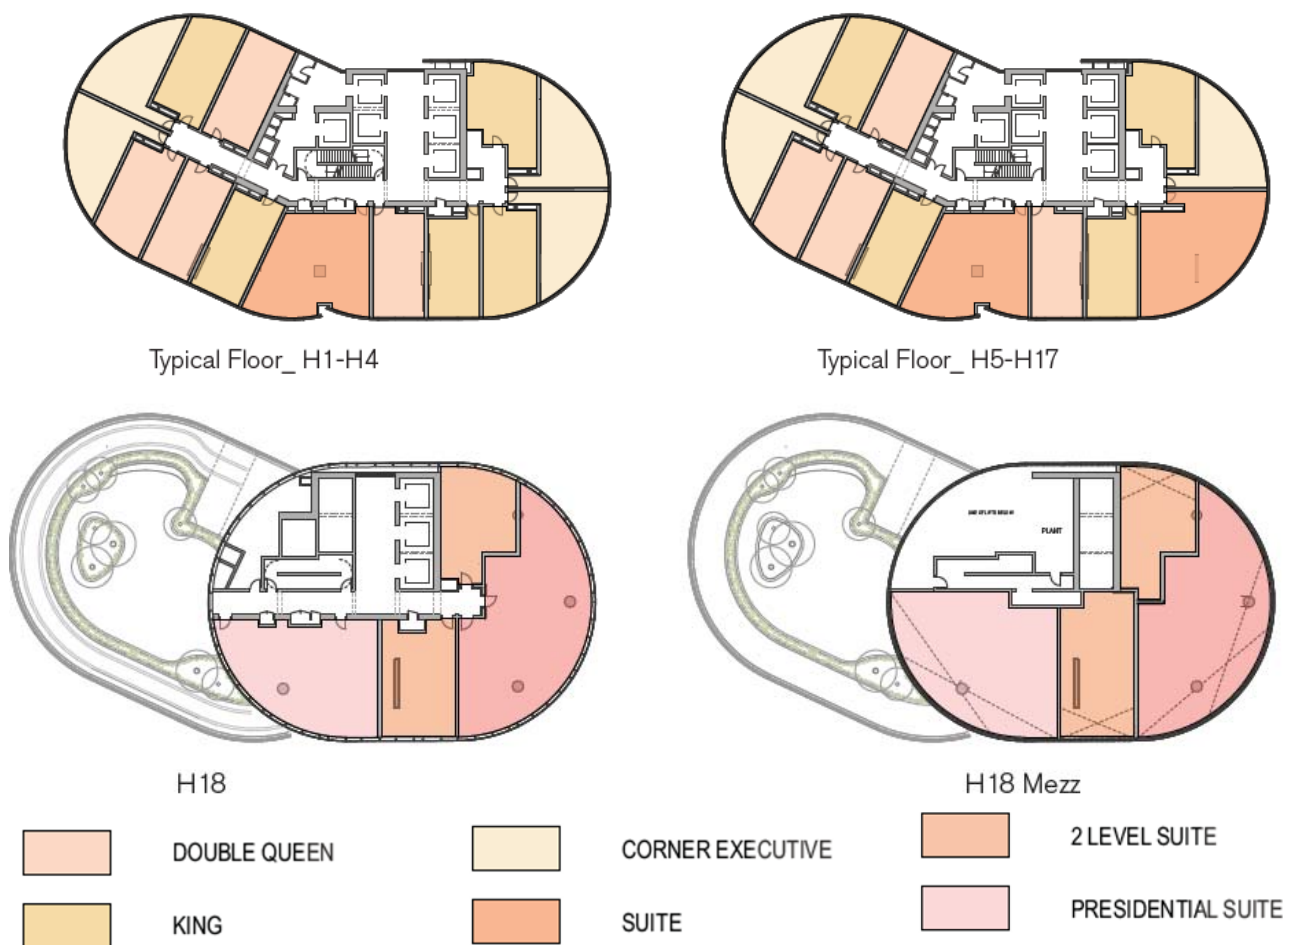 Typical Floor_ H1-H4
Typical Floor_ H5-H17
PLANT
H18
H18 Mezz
DOUBLE QUEEN
CORNER EXECUTIVE
2 LEVEL SUITE
KING
SUITE
PRESIDENTIAL SUITE